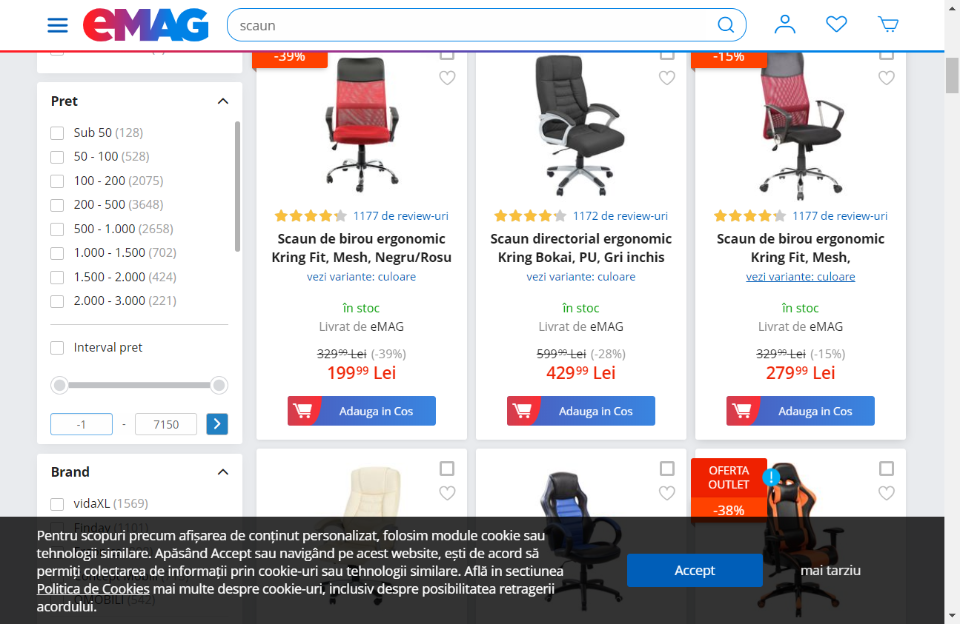 eMAG
scaun
-39%
-15%
Pret
Sub 50 (128)
50 - 100 (528)
100 - 200 (2075)
200 - 500 (3648)
500 - 1.000 (2658)
1.000 - 1.500 (702)
1.500 - 2.000 (424)
2.000 - 3.000 (221)
Interval pret
-1 - 7150
Brand
vidaXL (1569)
1177 de review-uri
Scaun de birou ergonomic
Kring Fit, Mesh, Negru/Rosu
vezi variante: culoare
în stoc
Livrat de eMAG
329⁹⁹ Lei (-39%)
199⁹⁹ Lei
Adauga in Cos
1172 de review-uri
Scaun directorial ergonomic
Kring Bokai, PU, Gri inchis
vezi variante: culoare
în stoc
Livrat de eMAG
599⁹⁹ Lei (-28%)
429⁹⁹ Lei
Adauga in Cos
1177 de review-uri
Scaun de birou ergonomic
Kring Fit, Mesh,
vezi variante: culoare
în stoc
Livrat de eMAG
329⁹⁹ Lei (-15%)
279⁹⁹ Lei
Adauga in Cos
OFERTA
OUTLET
-38%
Pentru scopuri precum afișarea de conținut personalizat, folosim module cookie sau
tehnologii similare. Apăsând Accept sau navigând pe acest website, ești de acord să
permiți colectarea de informații prin cookie-uri sau tehnologii similare. Află in sectiunea
Politica de Cookies mai multe despre cookie-uri, inclusiv despre posibilitatea retragerii
acordului.
Accept
mai tarziu